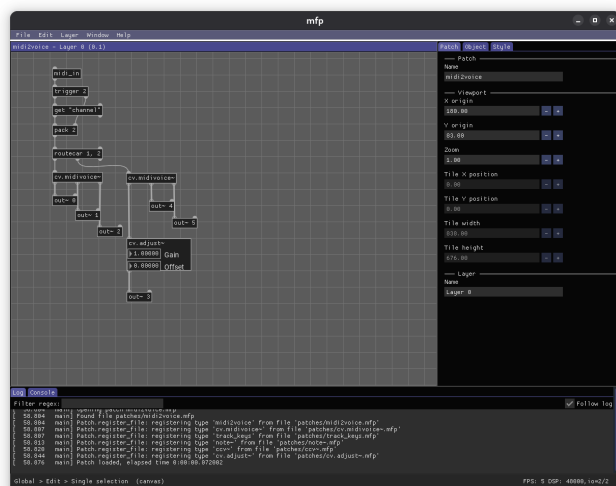 mfp
File Edit Layer Window Help
midi2voice - Layer 0 (0.1)
Patch Object Style
Patch
Name
midi2voice
Viewport
X origin
180.00
- +
Y origin
83.00
- +
Zoom
1.00
- +
Tile X position
0.00
- +
Tile Y position
0.00
- +
Tile width
830.00
- +
Tile height
676.00
- +
Layer
Name
Layer 0
midi_in
trigger 2
get "channel"
pack 2
routecar 1, 2
cv.midivoice~
cv.midivoice~
out~ 0
out~ 1
out~ 2
out~ 4
out~ 5
cv.adjust~
1.00000 Gain
0.00000 Offset
out~ 3
Log Console
Filter regex:
Follow log
[ 58.804 main] Opening patch midi2voice.mfp
[ 58.804 main] Found file patches/midi2voice.mfp
[ 58.804 main] Patch.register_file: registering type 'midi2voice' from file 'patches/midi2voice.mfp'
[ 58.807 main] Patch.register_file: registering type 'cv.midivoice~' from file 'patches/cv.midivoice~.mfp'
[ 58.807 main] Patch.register_file: registering type 'track_keys' from file 'patches/track_keys.mfp'
[ 58.813 main] Patch.register_file: registering type 'note~' from file 'patches/note~.mfp'
[ 58.820 main] Patch.register_file: registering type 'ccv~' from file 'patches/ccv~.mfp'
[ 58.844 main] Patch.register_file: registering type 'cv.adjust~' from file 'patches/cv.adjust~.mfp'
[ 58.876 main] Patch loaded, elapsed time 0:00:00.072082
Global > Edit > Single selection (canvas)
FPS: 5 DSP: 48000,io=2/2